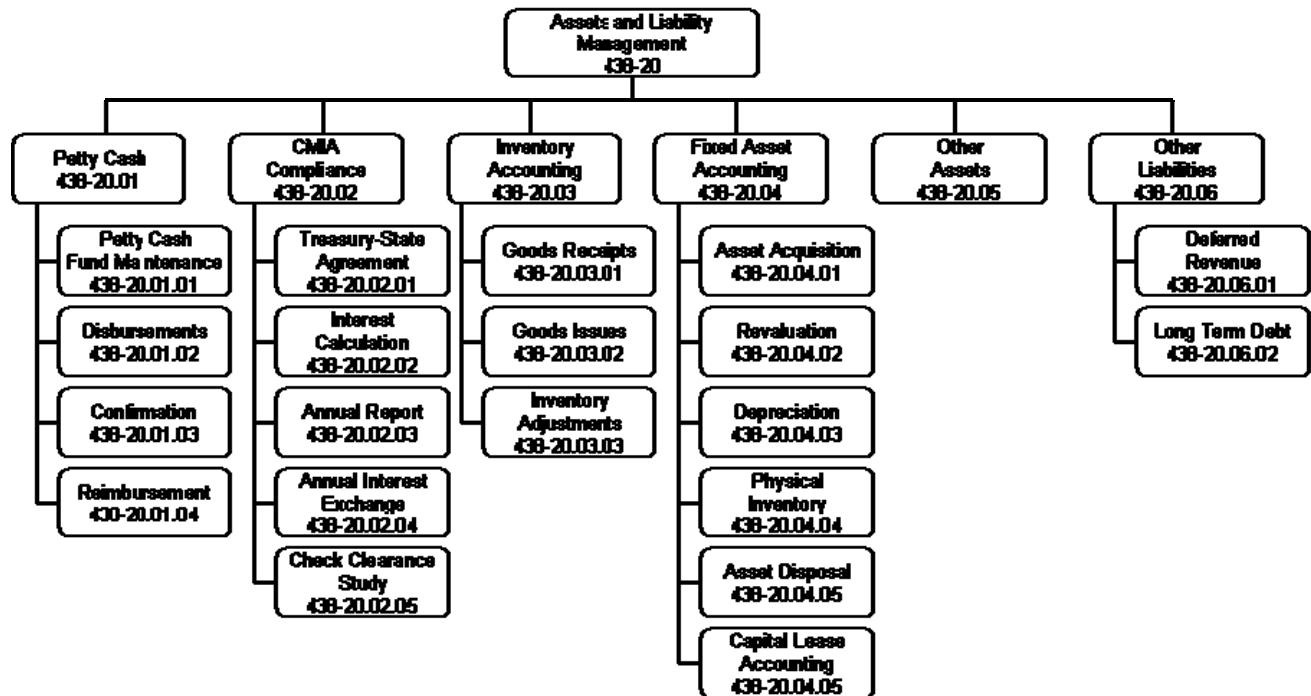 Assets and Liability
Management
438-20
Petty Cash
438-20.01
CMIA
Compliance
438-20.02
Inventory
Accounting
438-20.03
Fixed Asset
Accounting
438-20.04
Other
Assets
438-20.05
Other
Liabilities
438-20.06
Petty Cash
Fund Maintenance
438-20.01.01
Disbursements
438-20.01.02
Confirmation
438-20.01.03
Reimbursement
430-20.01.04
Treasury-State
Agreement
438-20.02.01
Interest
Calculation
438-20.02.02
Annual Report
438-20.02.03
Annual Interest
Exchange
438-20.02.04
Check Clearance
Study
438-20.02.05
Goods Receipts
438-20.03.01
Goods Issues
438-20.03.02
Inventory
Adjustments
438-20.03.03
Asset Acquisition
438-20.04.01
Revaluation
438-20.04.02
Depreciation
438-20.04.03
Physical
Inventory
438-20.04.04
Asset Disposal
438-20.04.05
Capital Lease
Accounting
438-20.04.05
Deferred
Revenue
438-20.06.01
Long Term Debt
438-20.06.02